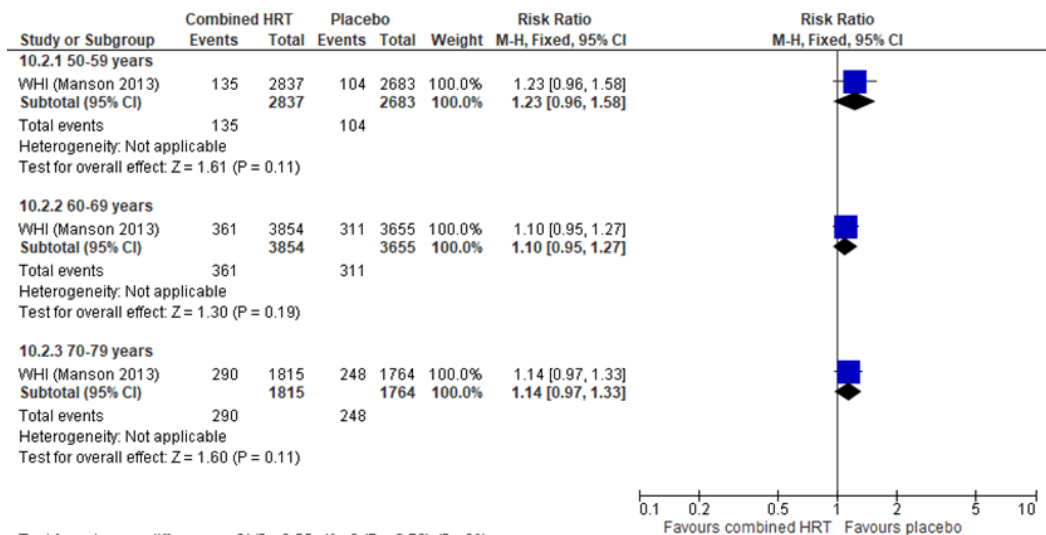 Combined HRT Placebo Risk Ratio Risk Ratio
Study or Subgroup Events Total Events Total Weight M-H, Fixed, 95% CI M-H, Fixed, 95% CI
10.2.1 50-59 years
WHI (Manson 2013) 135 2837 104 2683 100.0% 1.23 [0.96, 1.58]
Subtotal (95% CI) 2837 2683 100.0% 1.23 [0.96, 1.58]
Total events 135 104
Heterogeneity: Not applicable
Test for overall effect: Z = 1.61 (P = 0.11)
10.2.2 60-69 years
WHI (Manson 2013) 361 3854 311 3655 100.0% 1.10 [0.95, 1.27]
Subtotal (95% CI) 3854 3655 100.0% 1.10 [0.95, 1.27]
Total events 361 311
Heterogeneity: Not applicable
Test for overall effect: Z = 1.30 (P = 0.19)
10.2.3 70-79 years
WHI (Manson 2013) 290 1815 248 1764 100.0% 1.14 [0.97, 1.33]
Subtotal (95% CI) 1815 1764 100.0% 1.14 [0.97, 1.33]
Total events 290 248
Heterogeneity: Not applicable
Test for overall effect: Z = 1.60 (P = 0.11)
0.1 0.2 0.5 1 2 5 10
Favours combined HRT Favours placebo